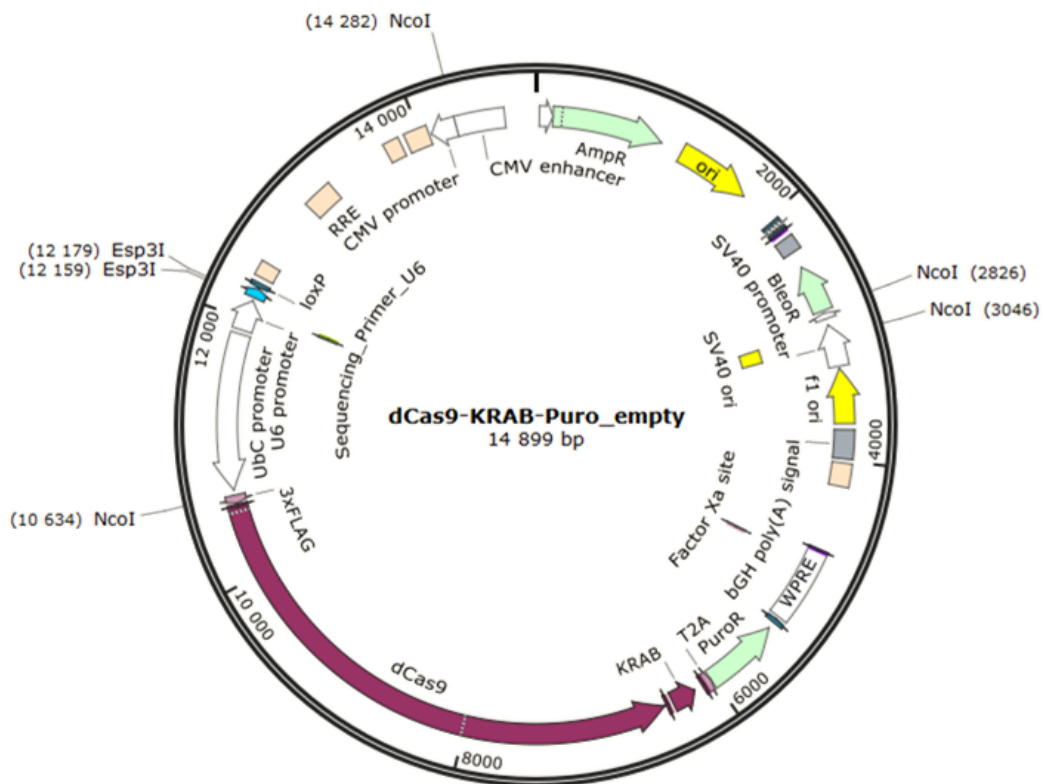 (14 282) NcoI
14 000
AmpR
ori
CMV enhancer
CMV promoter
2000
RRE
(12 179) Esp3I
(12 159) Esp3I
loxP
Sequencing_Primer_U6
SV40 promoter
BleoR
NcoI (2826)
NcoI (3046)
12 000
UbC promoter
U6 promoter
SV40 ori
f1 ori
dCas9-KRAB-Puro_empty
14 899 bp
4000
(10 634) NcoI
3xFLAG
Factor Xa site
bGH poly(A) signal
WPRE
10 000
T2A
PuroR
KRAB
6000
dCas9
8000